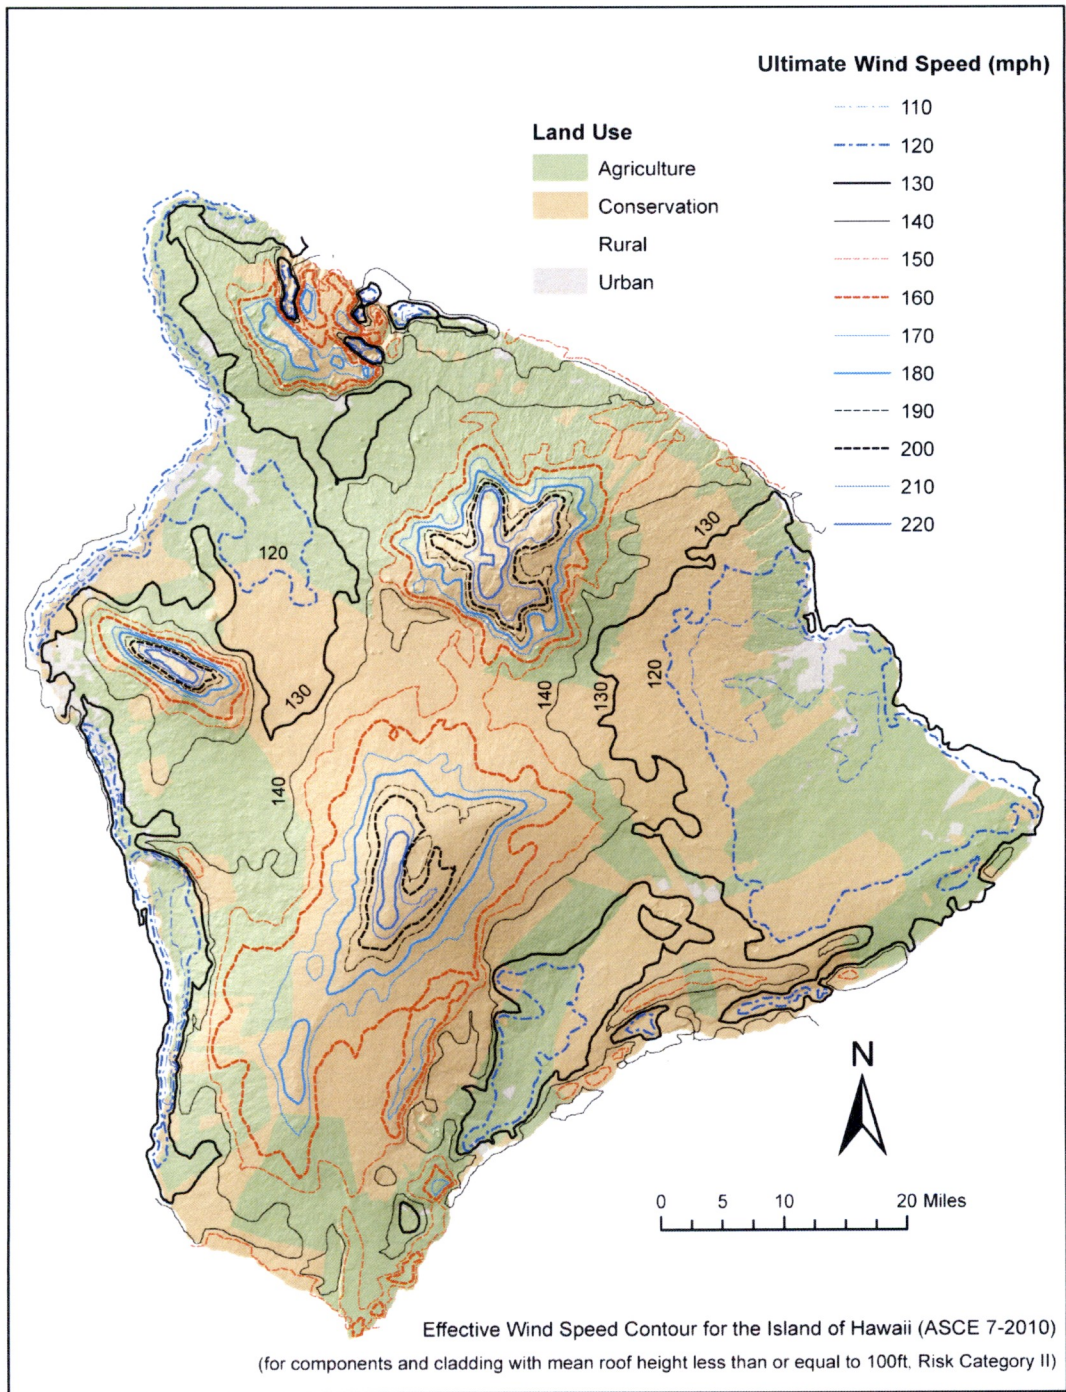 Ultimate Wind Speed (mph)
110
120
130
140
150
160
170
180
190
200
210
220
Land Use
Agriculture
Conservation
Rural
Urban
120
130
130
120
130
140
140
N
0 5 10 20 Miles
Effective Wind Speed Contour for the Island of Hawaii (ASCE 7-2010)
(for components and cladding with mean roof height less than or equal to 100ft, Risk Category II)